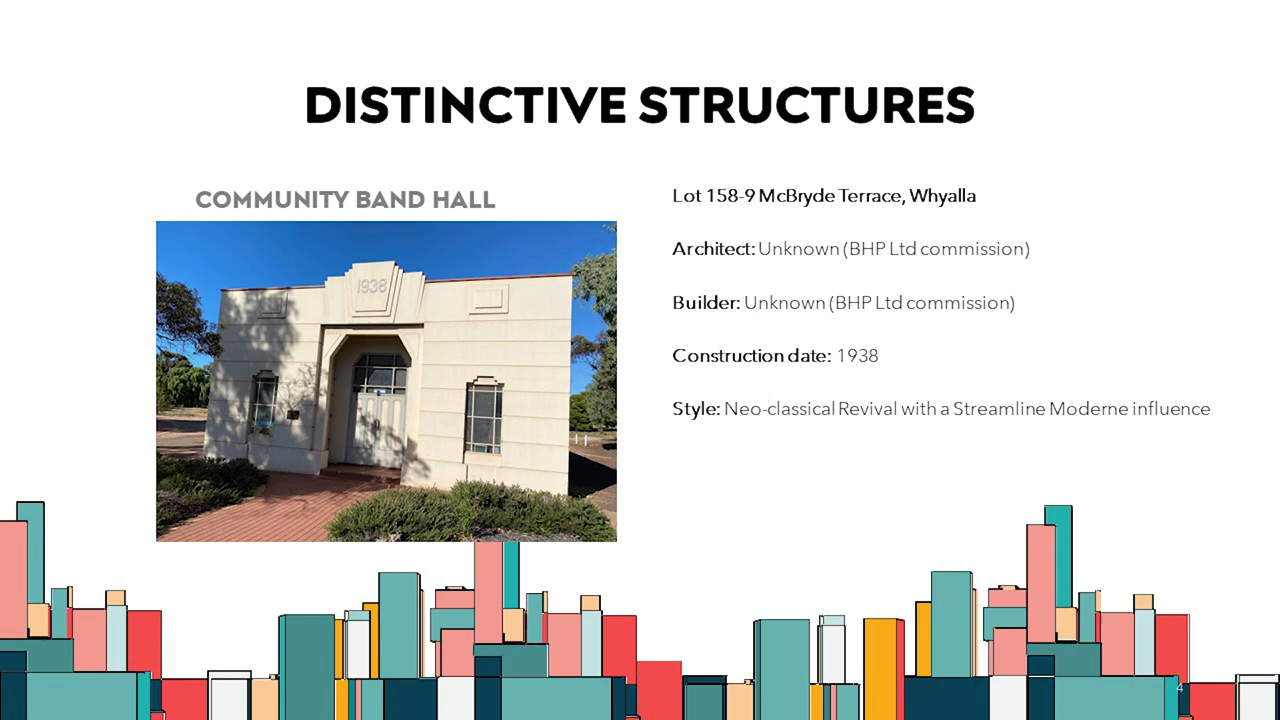 DISTINCTIVE STRUCTURES
COMMUNITY BAND HALL
1938
Lot 158-9 McBryde Terrace, Whyalla
Architect: Unknown (BHP Ltd commission)
Builder: Unknown (BHP Ltd commission)
Construction date: 1938
Style: Neo-classical Revival with a Streamline Moderne influence
4